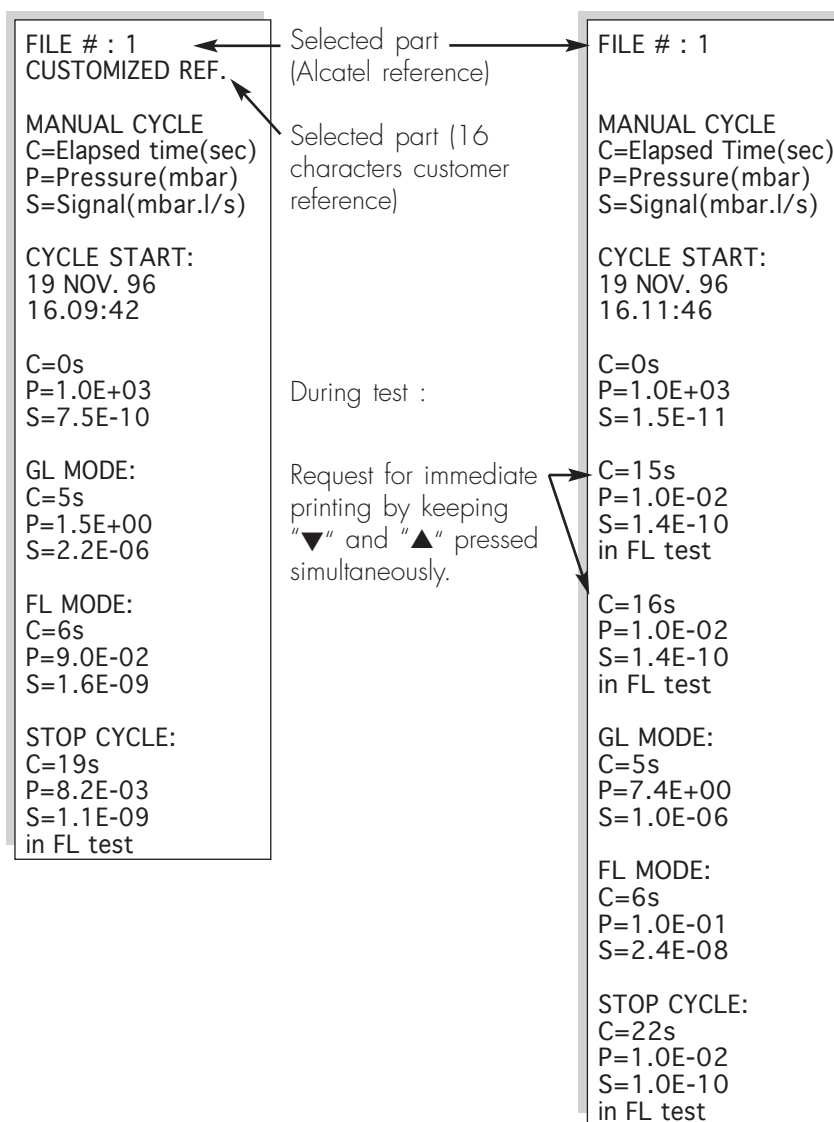 FILE # : 1
CUSTOMIZED REF.
MANUAL CYCLE
C=Elapsed time(sec)
P=Pressure(mbar)
S=Signal(mbar.l/s)
CYCLE START:
19 NOV. 96
16.09:42
C=0s
P=1.0E+03
S=7.5E-10
GL MODE:
C=5s
P=1.5E+00
S=2.2E-06
FL MODE:
C=6s
P=9.0E-02
S=1.6E-09
STOP CYCLE:
C=19s
P=8.2E-03
S=1.1E-09
in FL test
Selected part
(Alcatel reference)
Selected part (16
characters customer
reference)
During test :
Request for immediate
printing by keeping
"▼" and "▲" pressed
simultaneously.
FILE # : 1
MANUAL CYCLE
C=Elapsed Time(sec)
P=Pressure(mbar)
S=Signal(mbar.l/s)
CYCLE START:
19 NOV. 96
16.11:46
C=0s
P=1.0E+03
S=1.5E-11
C=15s
P=1.0E-02
S=1.4E-10
in FL test
C=16s
P=1.0E-02
S=1.4E-10
in FL test
GL MODE:
C=5s
P=7.4E+00
S=1.0E-06
FL MODE:
C=6s
P=1.0E-01
S=2.4E-08
STOP CYCLE:
C=22s
P=1.0E-02
S=1.0E-10
in FL test